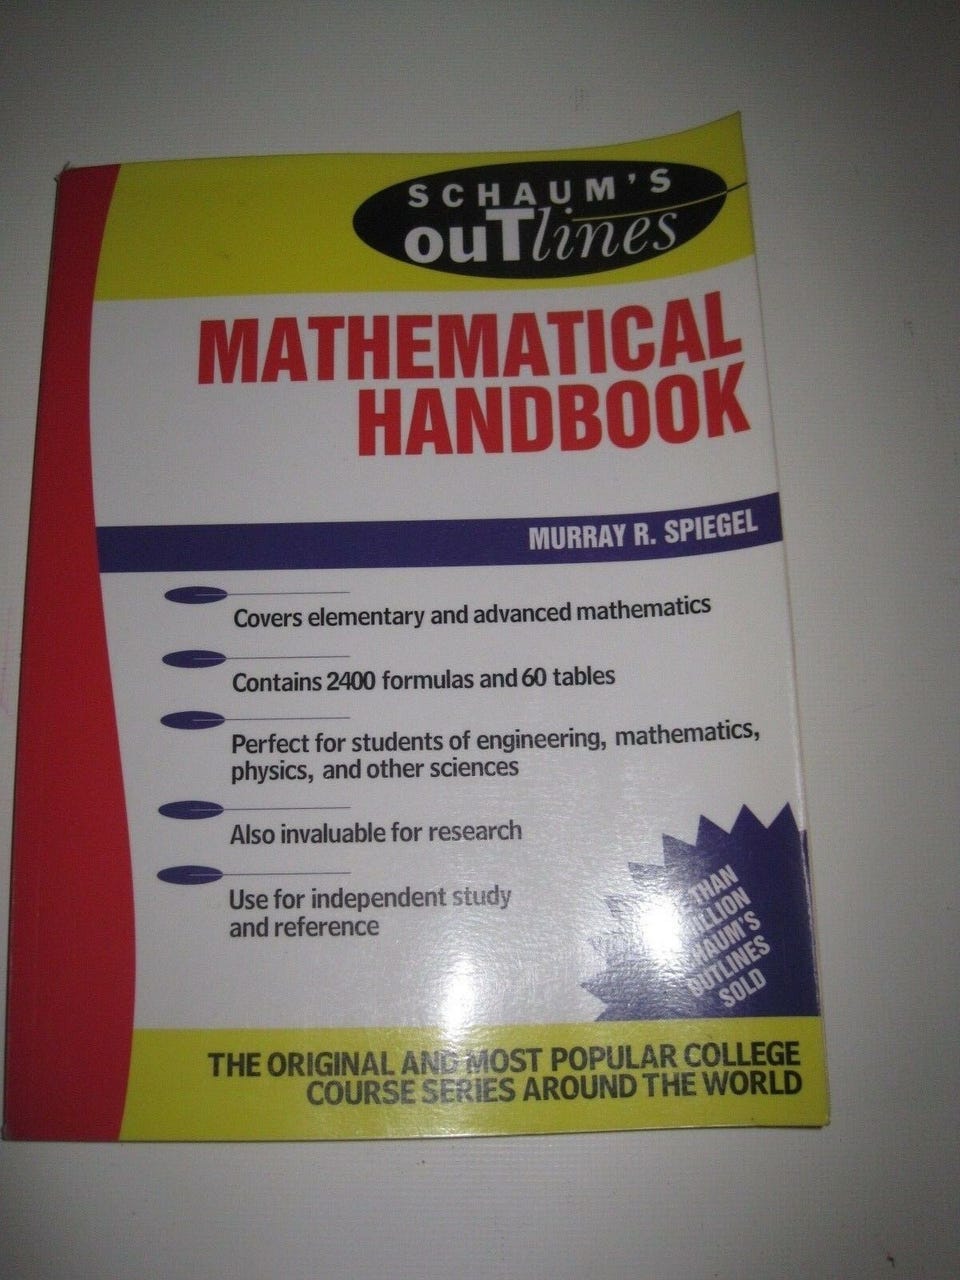 SCHAUM'S
ouTlines
MATHEMATICAL
HANDBOOK
MURRAY R. SPIEGEL
Covers elementary and advanced mathematics
Contains 2400 formulas and 60 tables
Perfect for students of engineering, mathematics,
physics, and other sciences
Also invaluable for research
Use for independent study
and reference
THAN
OUTLINES
SOLD
THE ORIGINAL AND MOST POPULAR COLLEGE
COURSE SERIES AROUND THE WORLD